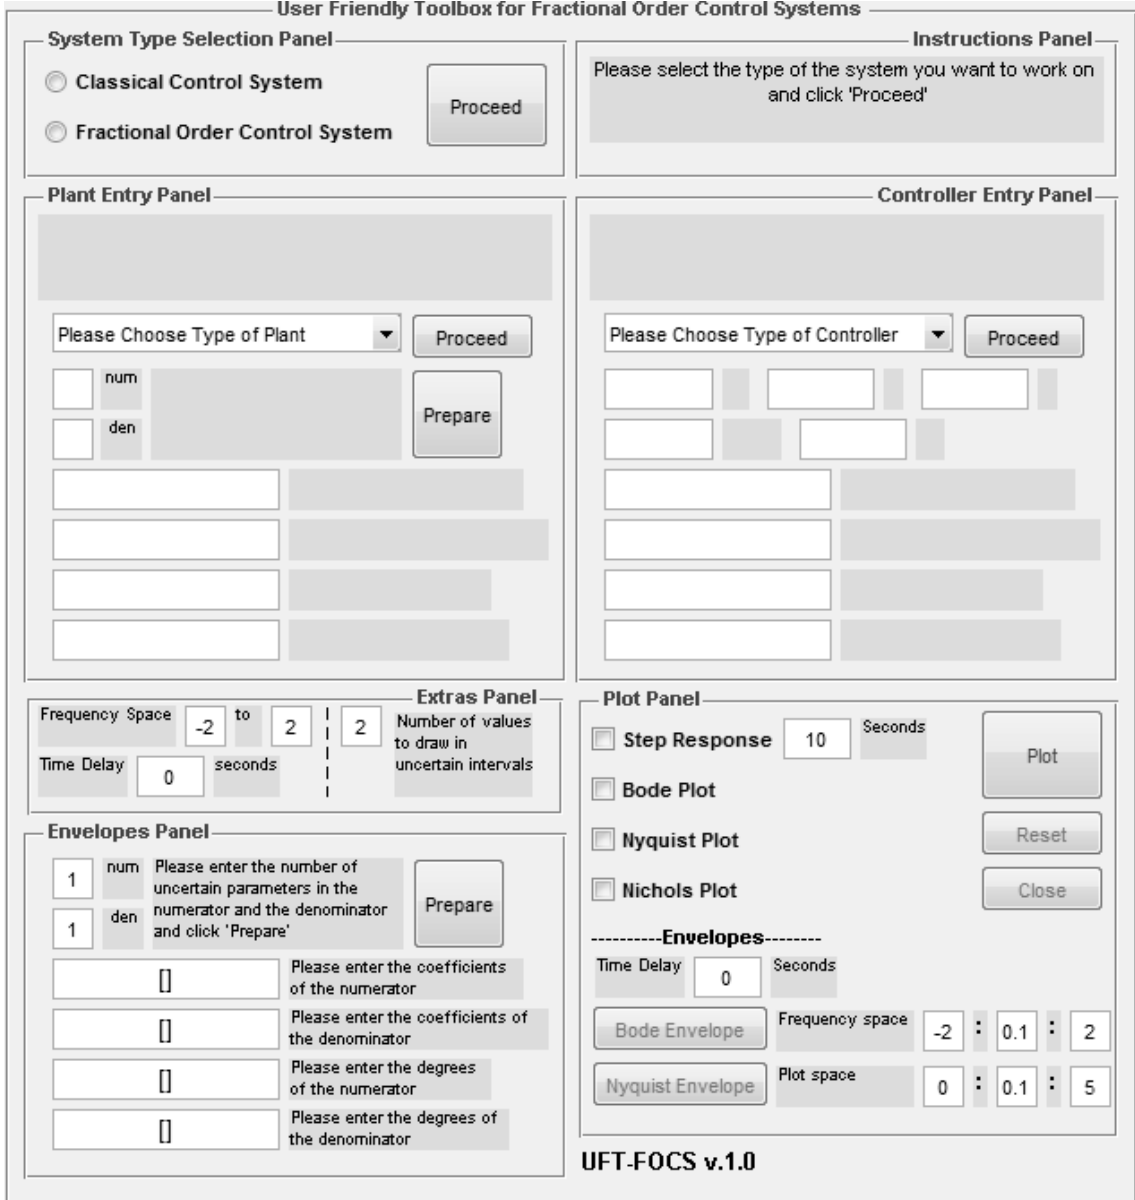 User Friendly Toolbox for Fractional Order Control Systems
System Type Selection Panel
Classical Control System
Fractional Order Control System
Proceed
Instructions Panel
Please select the type of the system you want to work on
and click 'Proceed'
Plant Entry Panel
Please Choose Type of Plant
Proceed
num
den
Prepare
Controller Entry Panel
Please Choose Type of Controller
Proceed
Extras Panel
Frequency Space -2 to 2
Time Delay 0 seconds
2
Number of values
to draw in
uncertain intervals
Envelopes Panel
1 num
1 den
Please enter the number of
uncertain parameters in the
numerator and the denominator
and click 'Prepare'
Prepare
[] Please enter the coefficients
of the numerator
[] Please enter the coefficients of
the denominator
[] Please enter the degrees
of the numerator
[] Please enter the degrees of
the denominator
Plot Panel
Step Response 10 Seconds
Bode Plot
Nyquist Plot
Nichols Plot
Plot
Reset
Close
----------Envelopes--------
Time Delay 0 Seconds
Bode Envelope Frequency space -2 : 0.1 : 2
Nyquist Envelope Plot space 0 : 0.1 : 5
UFT-FOCS v.1.0